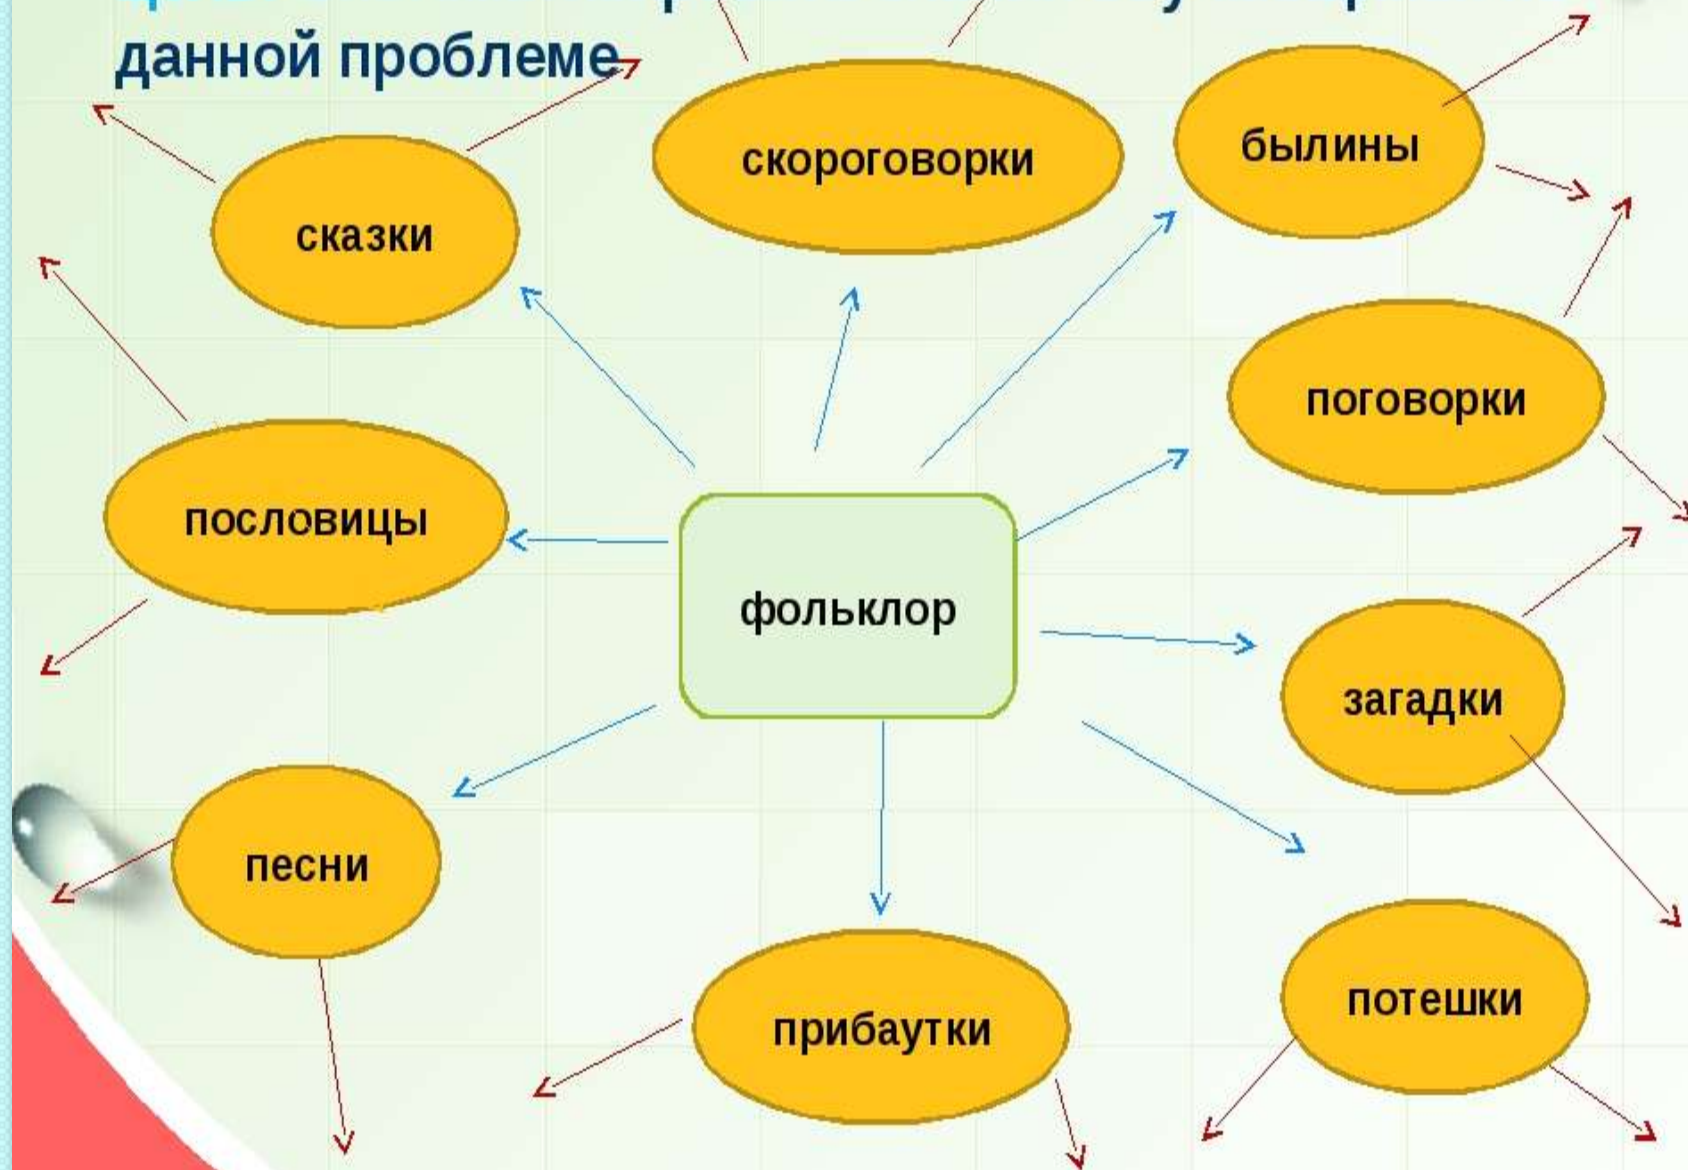 данной проблеме
скороговорки
былины
сказки
поговорки
пословицы
фольклор
загадки
песни
потешки
прибаутки